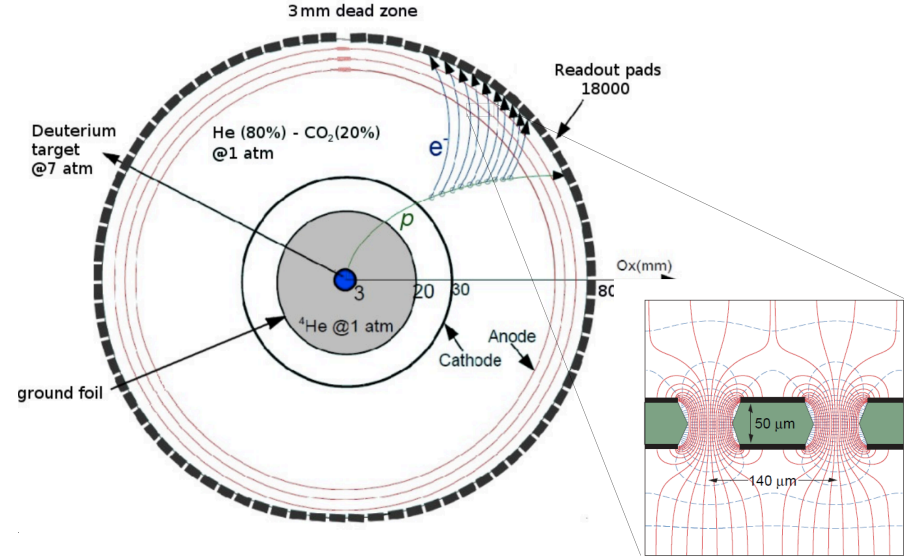 3mm dead zone
Readout pads
18000
Deuterium
target
@7 atm
He (80%) - CO₂(20%)
@1 atm
e⁻
p
Ox(mm)
3
20
30
80
⁴He @1 atm
Anode
Cathode
ground foil
50 μm
140 μm